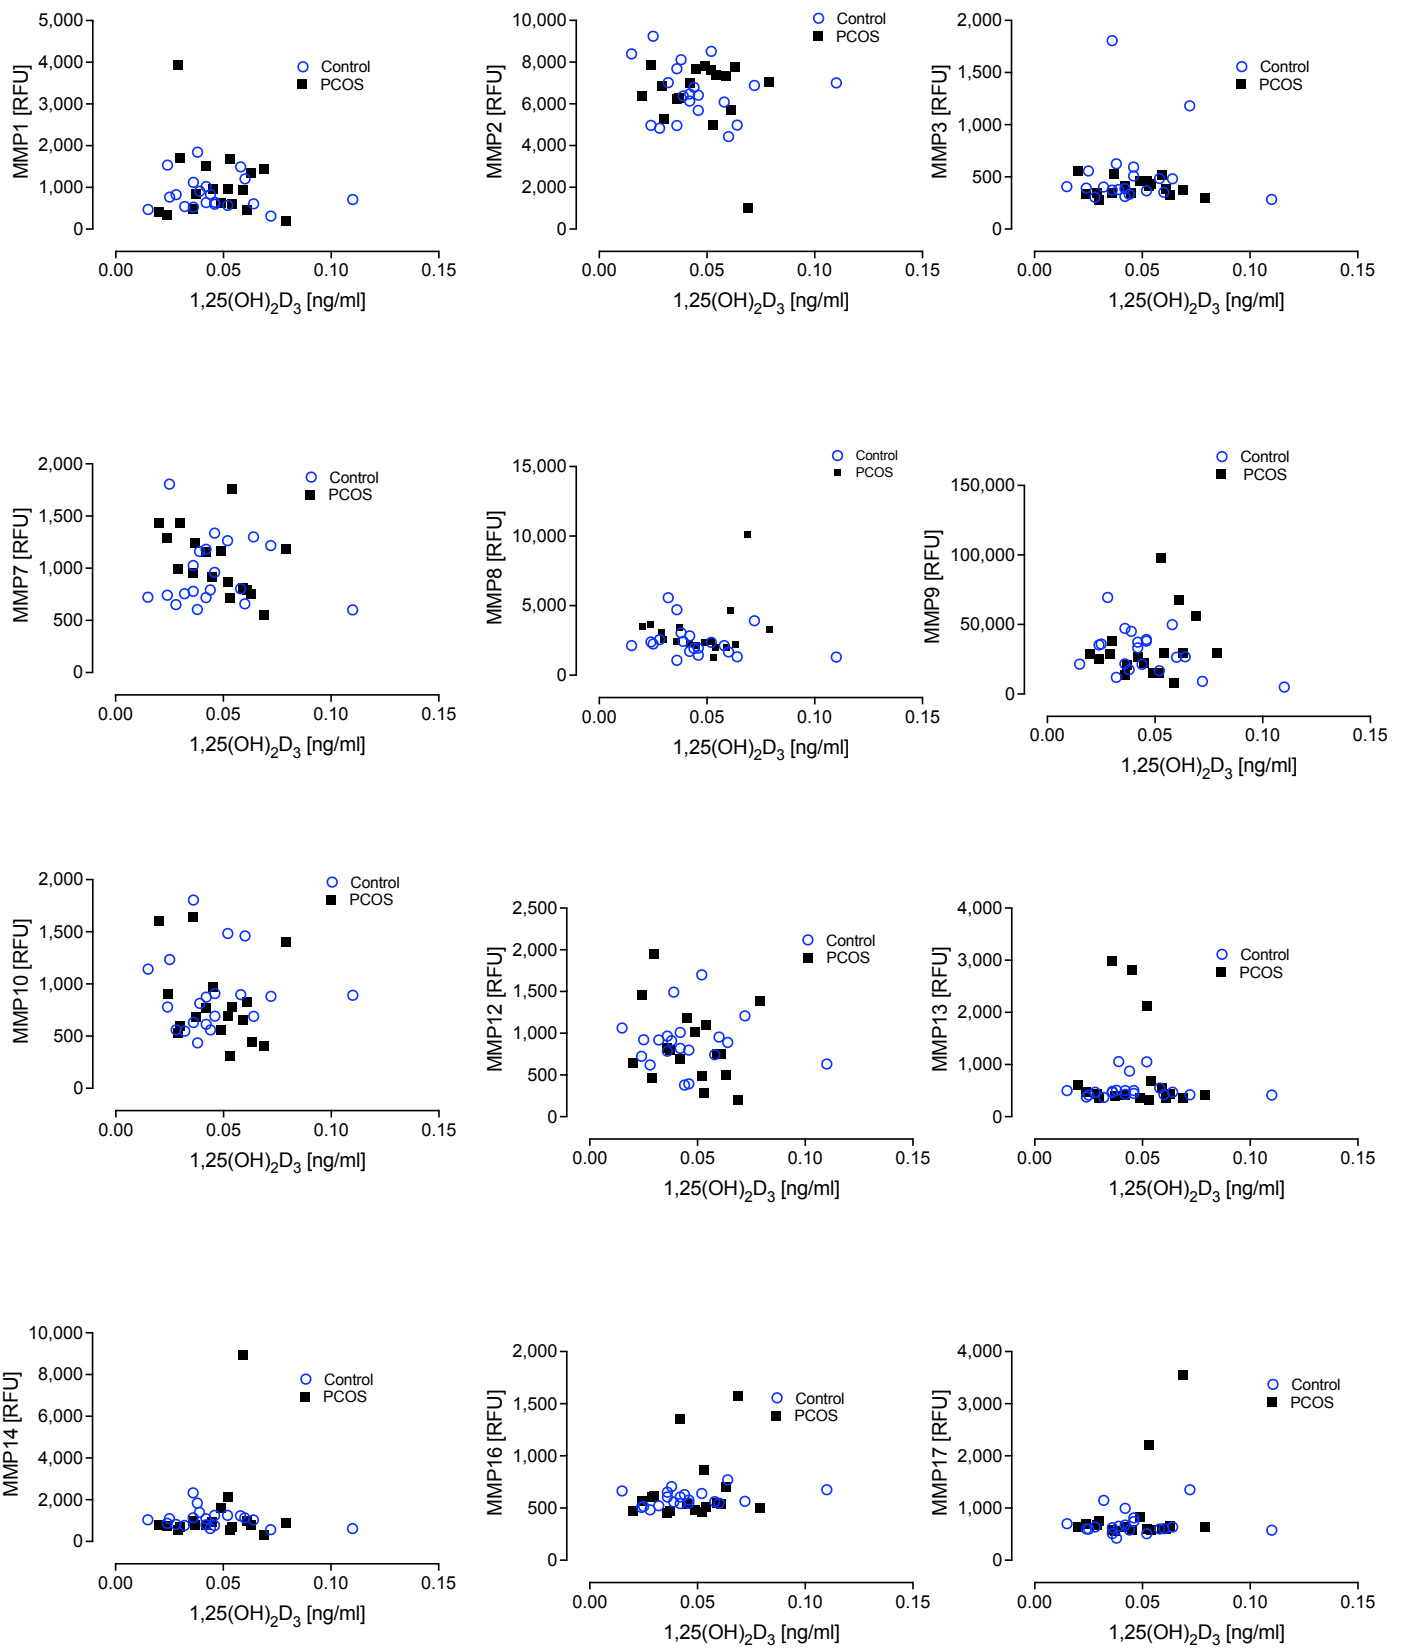 MMP1 [RFU]
5,000
4,000
3,000
2,000
1,000
0
Control
PCOS
0.00 0.05 0.10 0.15
1,25(OH)2D3 [ng/ml]
MMP2 [RFU]
10,000
8,000
6,000
4,000
2,000
0
Control
PCOS
0.00 0.05 0.10 0.15
1,25(OH)2D3 [ng/ml]
MMP3 [RFU]
2,000
1,500
1,000
500
0
Control
PCOS
0.00 0.05 0.10 0.15
1,25(OH)2D3 [ng/ml]
MMP7 [RFU]
2,000
1,500
1,000
500
0
Control
PCOS
0.00 0.05 0.10 0.15
1,25(OH)2D3 [ng/ml]
MMP8 [RFU]
15,000
10,000
5,000
0
Control
PCOS
0.00 0.05 0.10 0.15
1,25(OH)2D3 [ng/ml]
MMP9 [RFU]
150,000
100,000
50,000
0
Control
PCOS
0.00 0.05 0.10 0.15
1,25(OH)2D3 [ng/ml]
MMP10 [RFU]
2,000
1,500
1,000
500
0
Control
PCOS
0.00 0.05 0.10 0.15
1,25(OH)2D3 [ng/ml]
MMP12 [RFU]
2,500
2,000
1,500
1,000
500
0
Control
PCOS
0.00 0.05 0.10 0.15
1,25(OH)2D3 [ng/ml]
MMP13 [RFU]
4,000
3,000
2,000
1,000
0
Control
PCOS
0.00 0.05 0.10 0.15
1,25(OH)2D3 [ng/ml]
MMP14 [RFU]
10,000
8,000
6,000
4,000
2,000
0
Control
PCOS
0.00 0.05 0.10 0.15
1,25(OH)2D3 [ng/ml]
MMP16 [RFU]
2,000
1,500
1,000
500
0
Control
PCOS
0.00 0.05 0.10 0.15
1,25(OH)2D3 [ng/ml]
MMP17 [RFU]
4,000
3,000
2,000
1,000
0
Control
PCOS
0.00 0.05 0.10 0.15
1,25(OH)2D3 [ng/ml]